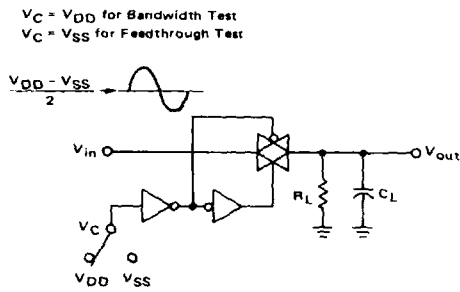 VC = VDD for Bandwidth Test
VC = VSS for Feedthrough Test
VDD - VSS
2
Vin
Vout
RL
CL
VC
VDD VSS